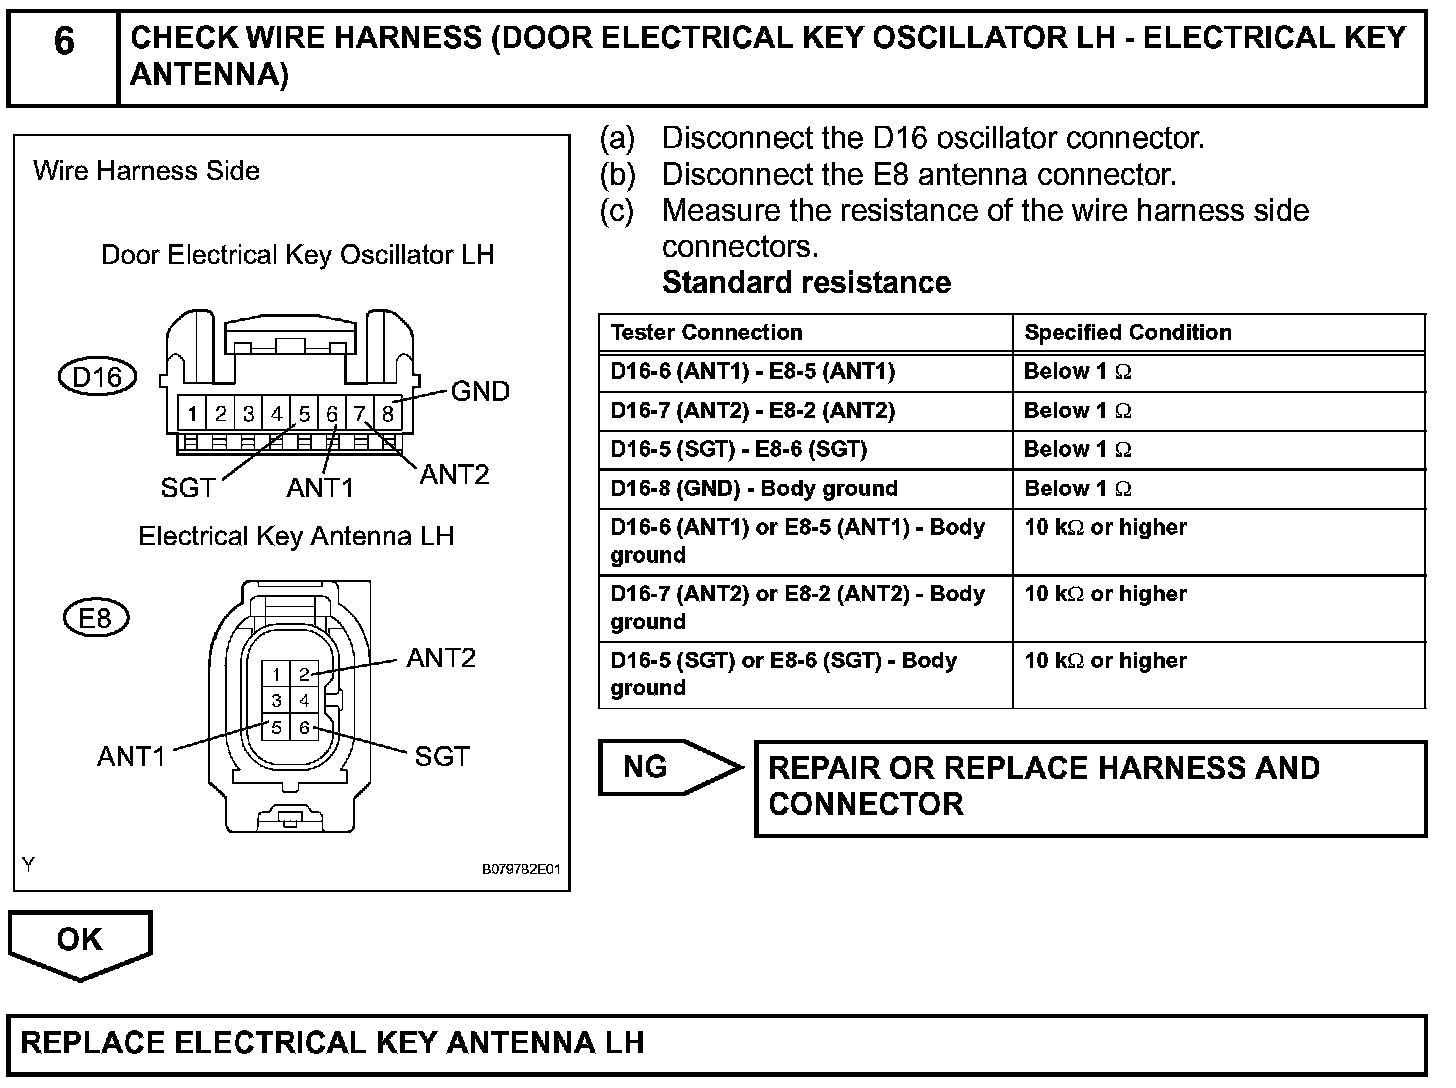 6
CHECK WIRE HARNESS (DOOR ELECTRICAL KEY OSCILLATOR LH - ELECTRICAL KEY
ANTENNA)
Wire Harness Side
Door Electrical Key Oscillator LH
D16
GND
1 2 3 4 5 6 7 8
SGT
ANT1
ANT2
Electrical Key Antenna LH
E8
ANT2
1 2
3 4
5 6
ANT1
SGT
Y
B079782E01
(a) Disconnect the D16 oscillator connector.
(b) Disconnect the E8 antenna connector.
(c) Measure the resistance of the wire harness side
connectors.
Standard resistance
Tester Connection Specified Condition
D16-6 (ANT1) - E8-5 (ANT1) Below 1 Ω
D16-7 (ANT2) - E8-2 (ANT2) Below 1 Ω
D16-5 (SGT) - E8-6 (SGT) Below 1 Ω
D16-8 (GND) - Body ground Below 1 Ω
D16-6 (ANT1) or E8-5 (ANT1) - Body 10 kΩ or higher
ground
D16-7 (ANT2) or E8-2 (ANT2) - Body 10 kΩ or higher
ground
D16-5 (SGT) or E8-6 (SGT) - Body 10 kΩ or higher
ground
NG
REPAIR OR REPLACE HARNESS AND
CONNECTOR
OK
REPLACE ELECTRICAL KEY ANTENNA LH